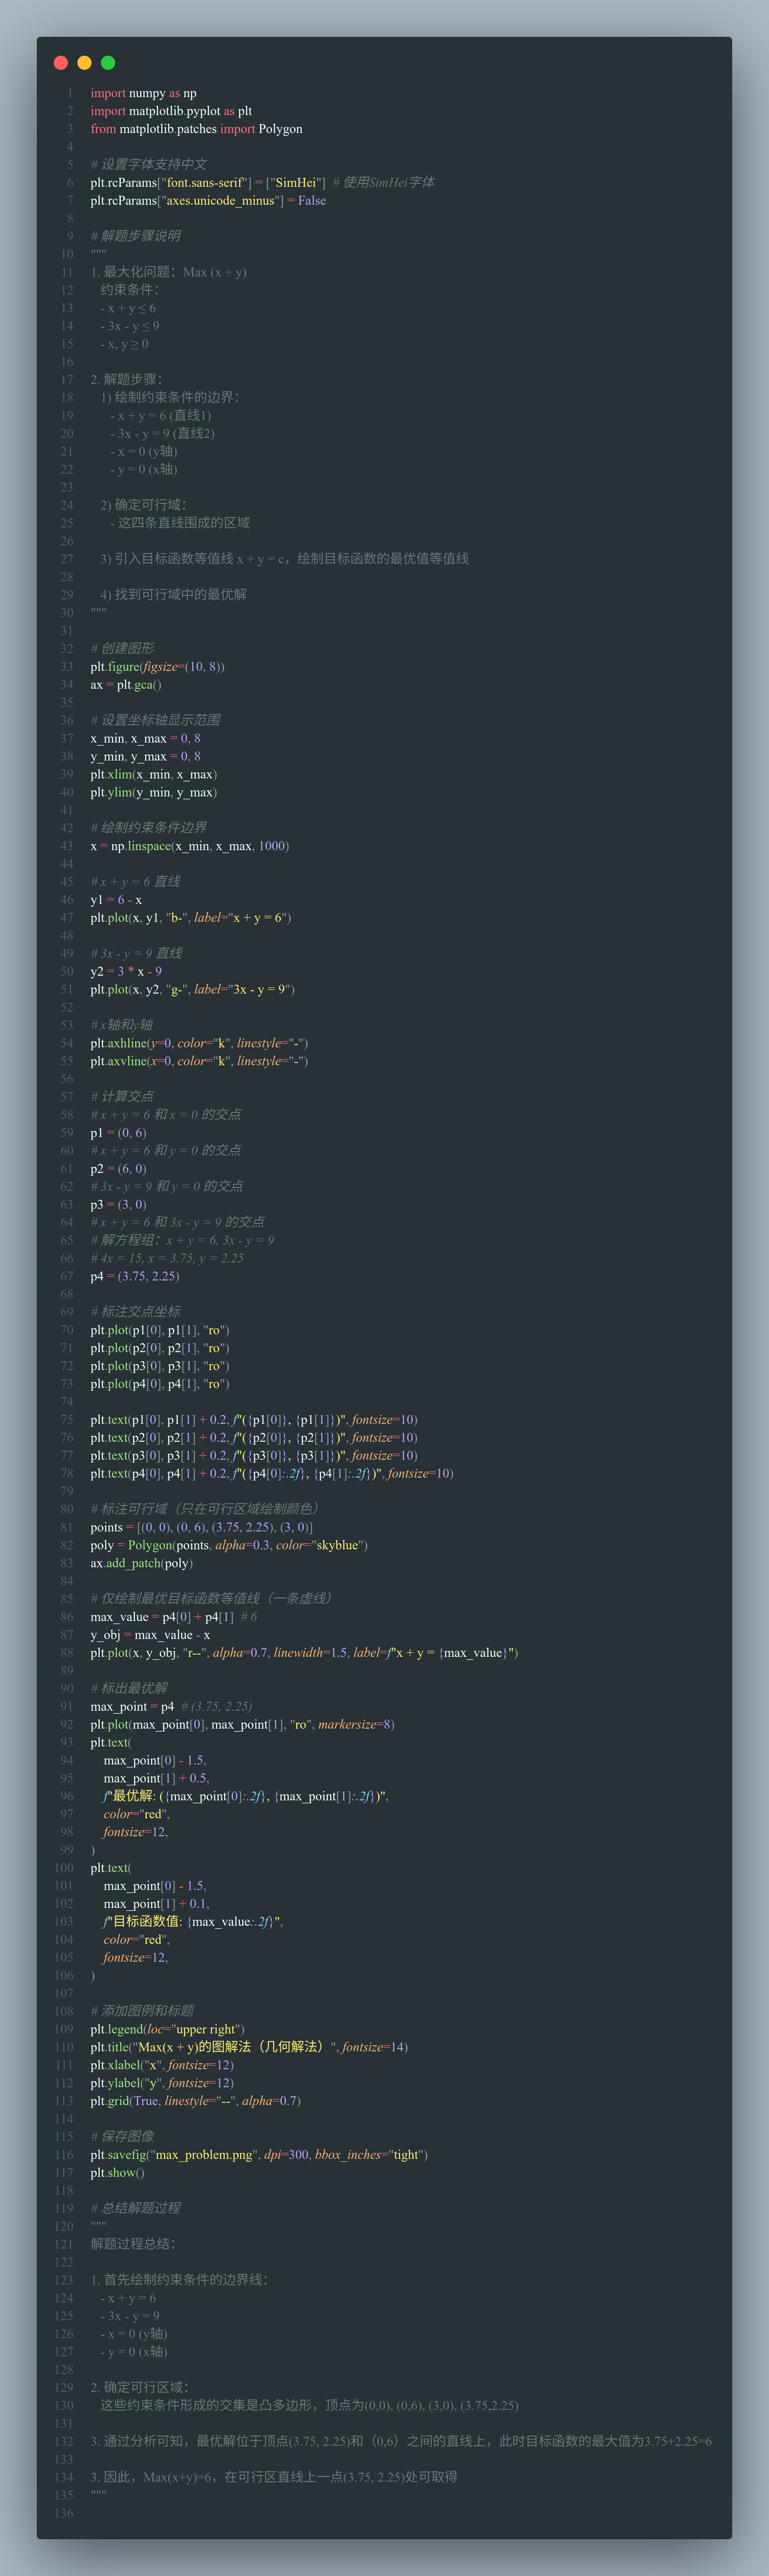 1 import numpy as np
2 import matplotlib.pyplot as plt
3 from matplotlib.patches import Polygon
4
5 # 设置字体支持中文
6 plt.rcParams["font.sans-serif"] = ["SimHei"]  # 使用SimHei字体
7 plt.rcParams["axes.unicode_minus"] = False
8
9 # 解题步骤说明
10 """
11 1. 最大化问题：Max (x + y)
12    约束条件：
13    - x + y ≤ 6
14    - 3x - y ≤ 9
15    - x, y ≥ 0
16
17 2. 解题步骤：
18    1) 绘制约束条件的边界：
19       - x + y = 6 (直线1)
20       - 3x - y = 9 (直线2)
21       - x = 0 (y轴)
22       - y = 0 (x轴)
23
24    2) 确定可行域：
25       - 这四条直线围成的区域
26
27    3) 引入目标函数等值线 x + y = c，绘制目标函数的最优值等值线
28
29    4) 找到可行域中的最优解
30 """
31
32 # 创建图形
33 plt.figure(figsize=(10, 8))
34 ax = plt.gca()
35
36 # 设置坐标轴显示范围
37 x_min, x_max = 0, 8
38 y_min, y_max = 0, 8
39 plt.xlim(x_min, x_max)
40 plt.ylim(y_min, y_max)
41
42 # 绘制约束条件边界
43 x = np.linspace(x_min, x_max, 1000)
44
45 # x + y = 6 直线
46 y1 = 6 - x
47 plt.plot(x, y1, "b-", label="x + y = 6")
48
49 # 3x - y = 9 直线
50 y2 = 3 * x - 9
51 plt.plot(x, y2, "g-", label="3x - y = 9")
52
53 # x轴和y轴
54 plt.axhline(y=0, color="k", linestyle="-")
55 plt.axvline(x=0, color="k", linestyle="-")
56
57 # 计算交点
58 # x + y = 6 和 x = 0 的交点
59 p1 = (0, 6)
60 # x + y = 6 和 y = 0 的交点
61 p2 = (6, 0)
62 # 3x - y = 9 和 y = 0 的交点
63 p3 = (3, 0)
64 # x + y = 6 和 3x - y = 9 的交点
65 # 解方程组：x + y = 6, 3x - y = 9
66 # 4x = 15, x = 3.75, y = 2.25
67 p4 = (3.75, 2.25)
68
69 # 标注交点坐标
70 plt.plot(p1[0], p1[1], "ro")
71 plt.plot(p2[0], p2[1], "ro")
72 plt.plot(p3[0], p3[1], "ro")
73 plt.plot(p4[0], p4[1], "ro")
74
75 plt.text(p1[0], p1[1] + 0.2, f"({p1[0]}, {p1[1]})", fontsize=10)
76 plt.text(p2[0], p2[1] + 0.2, f"({p2[0]}, {p2[1]})", fontsize=10)
77 plt.text(p3[0], p3[1] + 0.2, f"({p3[0]}, {p3[1]})", fontsize=10)
78 plt.text(p4[0], p4[1] + 0.2, f"({p4[0]:.2f}, {p4[1]:.2f})", fontsize=10)
79
80 # 标注可行域（只在可行区域绘制颜色）
81 points = [(0, 0), (0, 6), (3.75, 2.25), (3, 0)]
82 poly = Polygon(points, alpha=0.3, color="skyblue")
83 ax.add_patch(poly)
84
85 # 仅绘制最优目标函数等值线（一条虚线）
86 max_value = p4[0] + p4[1]  # 6
87 y_obj = max_value - x
88 plt.plot(x, y_obj, "r--", alpha=0.7, linewidth=1.5, label=f"x + y = {max_value}")
89
90 # 标出最优解
91 max_point = p4  # (3.75, 2.25)
92 plt.plot(max_point[0], max_point[1], "ro", markersize=8)
93 plt.text(
94     max_point[0] - 1.5,
95     max_point[1] + 0.5,
96     f"最优解: ({max_point[0]:.2f}, {max_point[1]:.2f})",
97     color="red",
98     fontsize=12,
99 )
100 plt.text(
101     max_point[0] - 1.5,
102     max_point[1] + 0.1,
103     f"目标函数值: {max_value:.2f}",
104     color="red",
105     fontsize=12,
106 )
107
108 # 添加图例和标题
109 plt.legend(loc="upper right")
110 plt.title("Max(x + y)的图解法（几何解法）", fontsize=14)
111 plt.xlabel("x", fontsize=12)
112 plt.ylabel("y", fontsize=12)
113 plt.grid(True, linestyle="--", alpha=0.7)
114
115 # 保存图像
116 plt.savefig("max_problem.png", dpi=300, bbox_inches="tight")
117 plt.show()
118
119 # 总结解题过程
120 """
121 解题过程总结：
122
123 1. 首先绘制约束条件的边界线：
124    - x + y = 6
125    - 3x - y = 9
126    - x = 0 (y轴)
127    - y = 0 (x轴)
128
129 2. 确定可行区域：
130    这些约束条件形成的交集是凸多边形，顶点为(0,0), (0,6), (3,0), (3.75,2.25)
131
132 3. 通过分析可知，最优解位于顶点(3.75, 2.25)和（0,6）之间的直线上，此时目标函数的最大值为3.75+2.25=6
133
134 3. 因此，Max(x+y)=6，在可行区直线上一点(3.75, 2.25)处可取得
135 """
136